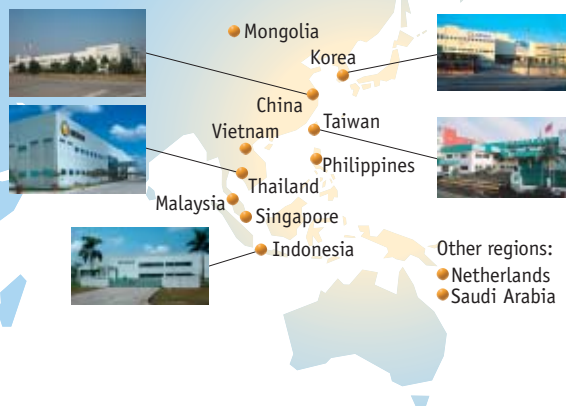 Mongolia
Korea
China
Taiwan
Vietnam
Philippines
Thailand
Malaysia
Singapore
Indonesia
Other regions:
Netherlands
Saudi Arabia